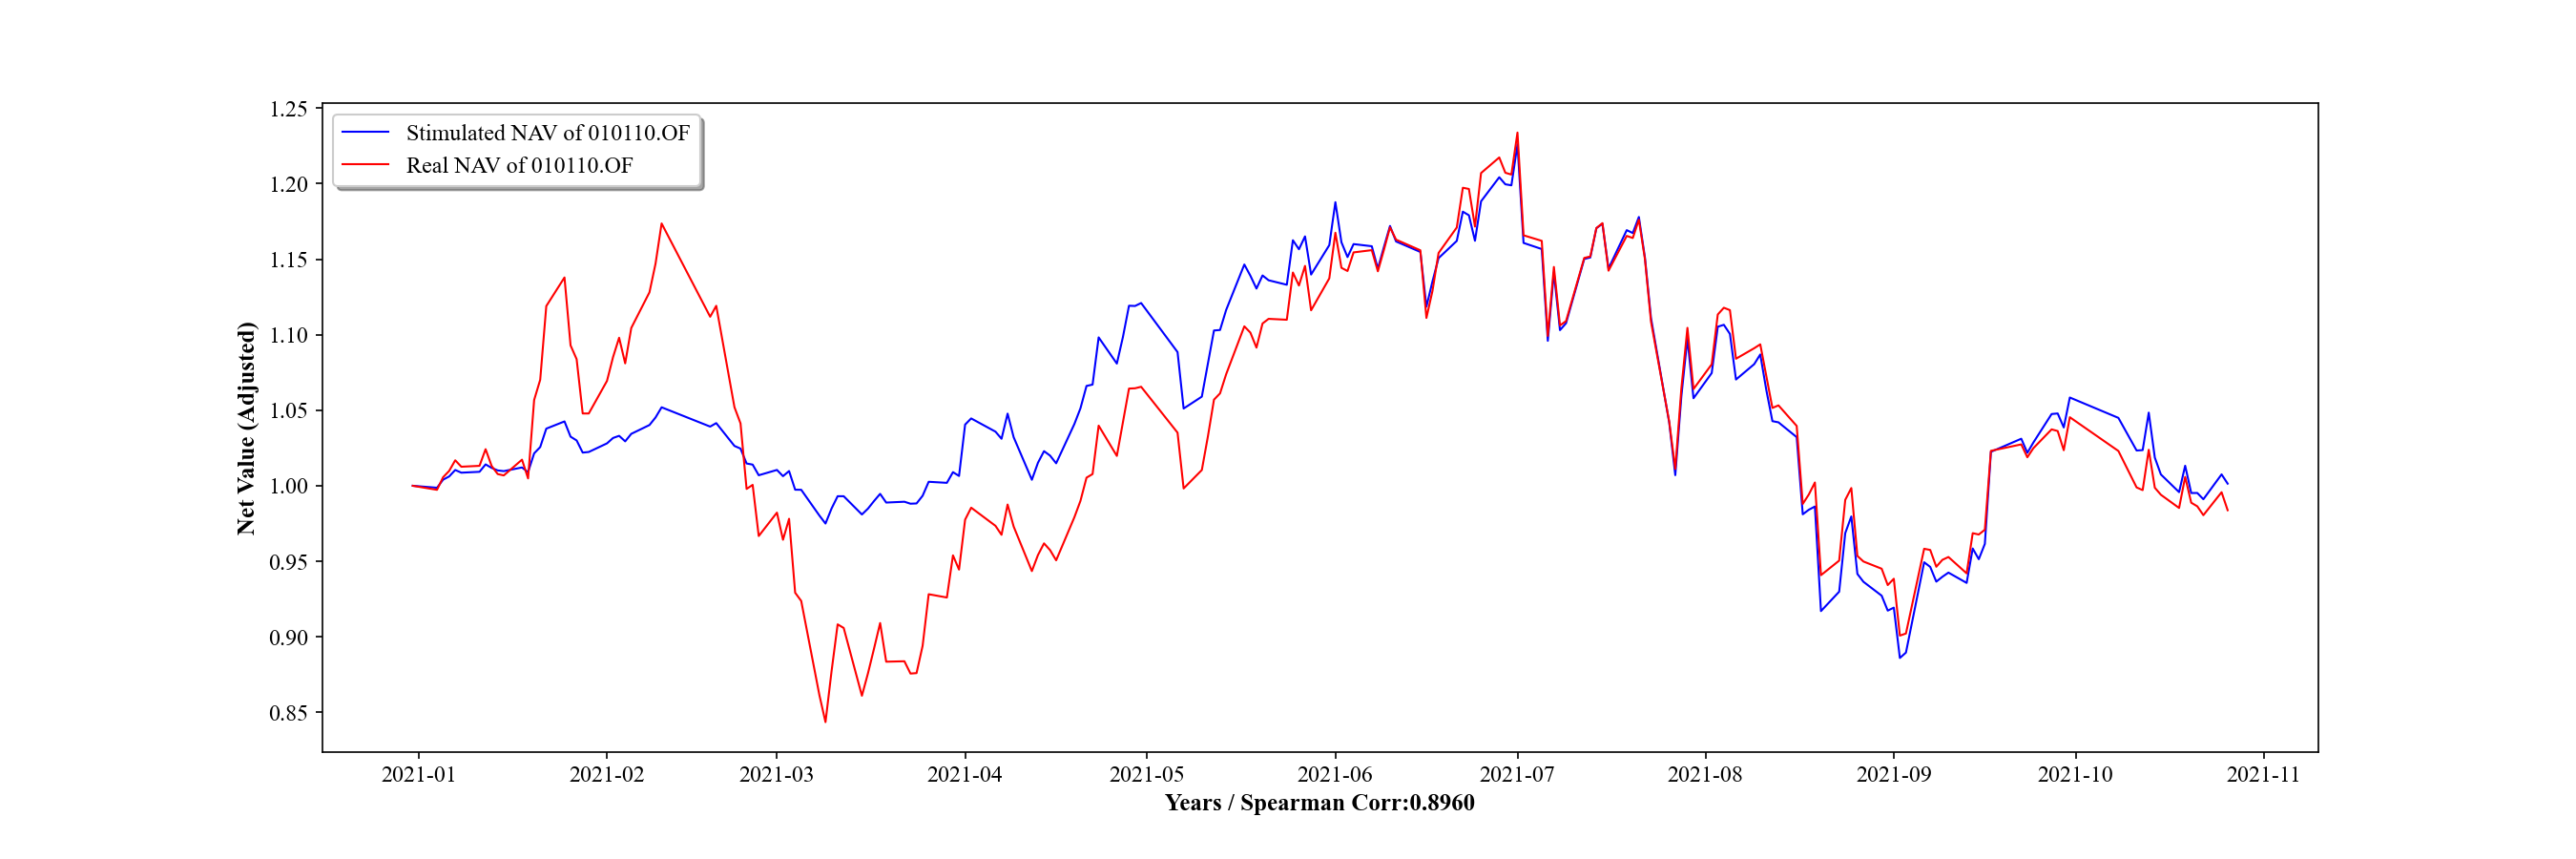 1.25
1.20
1.15
1.10
1.05
1.00
0.95
0.90
0.85
Net Value (Adjusted)
Stimulated NAV of 010110.OF
Real NAV of 010110.OF
2021-01 2021-02 2021-03 2021-04 2021-05 2021-06 2021-07 2021-08 2021-09 2021-10 2021-11
Years / Spearman Corr:0.8960